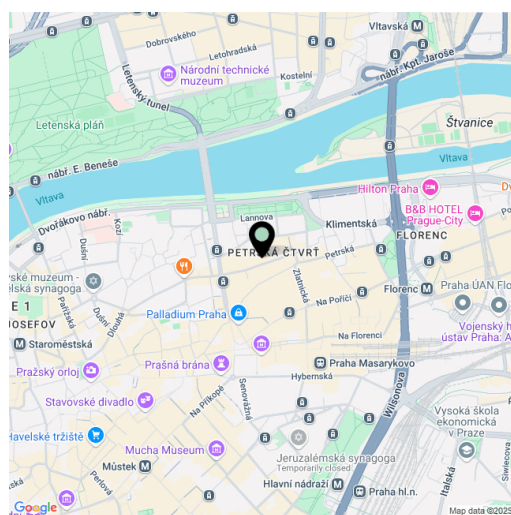 Vltavská M
Dobrovského
Letohradská
nábř. Kpt. Jaroše
Národní technické
muzeum
Kostelní
Letenský tunel
Letenská pláň
Štvanice
nábř. E. Beneše
Vltava
Vltava
Hilton Praha
B&B HOTEL
Prague-City
Dvořákovo nábř.
Kozí
Lannova
Klimentská
FLORENC
Dušní
PETRSKÁ ČTVRŤ
Petrská
vské muzeum -
elská synagoga
Zlatnická
Florenc M
Praha ÚAN Flo
Pařížská
E 1
JOSEFOV
Dušní
Dlouhá
Palladium Praha
Na Poříčí
Vojenský h
ústav Praha: A
M Staroměstská
Na Florenci
Prašná brána
Praha Masarykovo
Pražský orloj
Hybernská
Stavovské divadlo
Na Příkopě
Senovážná
Wilsonova
Vysoká škola
ekonomická
v Praze
Havelské tržiště
Mucha Museum
Jeruzalémská synagoga
Temporarily closed
Můstek M
Perlová
Hlavní nádraží M
Praha hl.n.
Italská
Siwiecova
Google
Map data ©2025